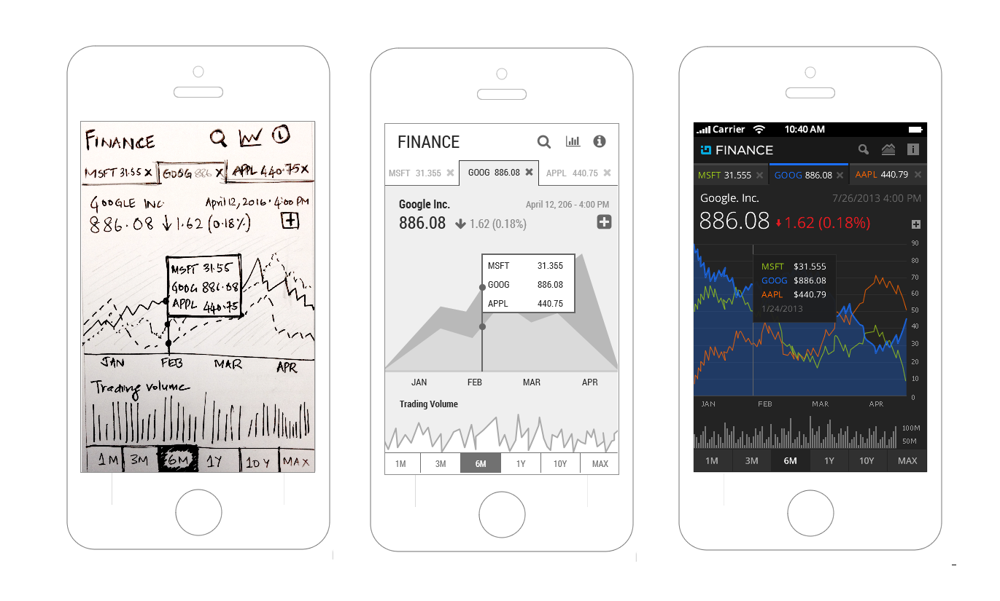 FINANCE
MSFT 31.55 X
GOOG 886 X
APPL 440.75 X
GOOGLE INC. April 12, 2016 · 4:00 PM
886.08 ↓ 1.62 (0.18%)
MSFT 31.55
GOOG 886.08
APPL 440.75
JAN FEB MAR APR
Trading volume
1M 3M 6M 1Y 10Y MAX
FINANCE
MSFT 31.355
GOOG 886.08
APPL 440.75
Google Inc. April 12, 206 - 4:00 PM
886.08 1.62 (0.18%)
MSFT 31.355
GOOG 886.08
APPL 440.75
JAN FEB MAR APR
Trading Volume
1M 3M 6M 1Y 10Y MAX
Carrier 10:40 AM
FINANCE
MSFT 31.555
GOOG 886.08
AAPL 440.79
Google. Inc. 7/26/2013 4:00 PM
886.08 1.62 (0.18%)
90
80
70
60
50
40
30
20
10
0
MSFT $31.555
GOOG $886.08
AAPL $440.79
1/24/2013
JAN FEB MAR APR
100M
50M
1M 3M 6M 1Y 10Y MAX